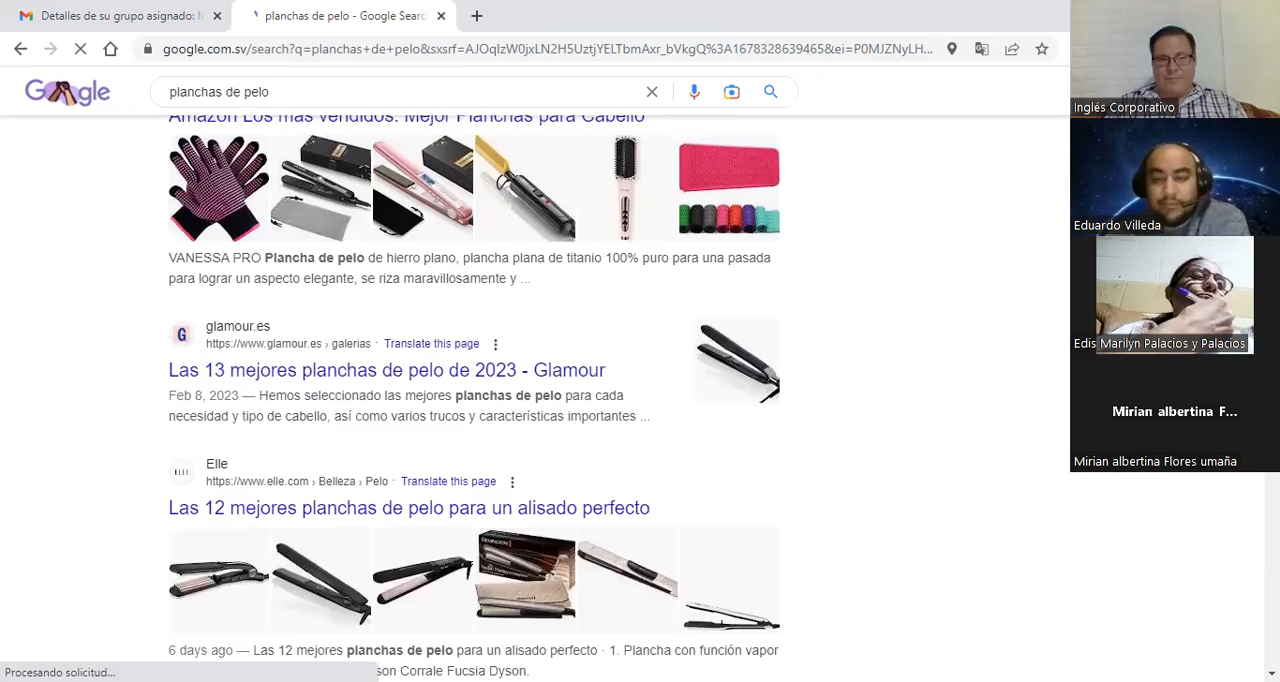 Detalles de su grupo asignado: M
planchas de pelo - Google Searc
google.com.sv/search?q=planchas+de+pelo&sxsrf=AJOqlzW0jxLN2H5UztjYELTbmAxr_bVkgQ%3A1678328639465&ei=P0MJZNyLH...
Google
planchas de pelo
Amazon Los más vendidos: Mejor Planchas para Cabello
VANESSA PRO Plancha de pelo de hierro plano, plancha plana de titanio 100% puro para una pasada
para lograr un aspecto elegante, se riza maravillosamente y ...
G
glamour.es
https://www.glamour.es › galerias · Translate this page
Las 13 mejores planchas de pelo de 2023 - Glamour
Feb 8, 2023 — Hemos seleccionado las mejores planchas de pelo para cada
necesidad y tipo de cabello, así como varios trucos y características importantes ...
ELLE
Elle
https://www.elle.com › Belleza › Pelo · Translate this page
Las 12 mejores planchas de pelo para un alisado perfecto
6 days ago — Las 12 mejores planchas de pelo para un alisado perfecto · 1. Plancha con función vapor
son Corrale Fucsia Dyson.
Procesando solicitud...
Inglés Corporativo
Eduardo Villeda
Edis Marilyn Palacios y Palacios
Mirian albertina F...
Mirian albertina Flores umaña